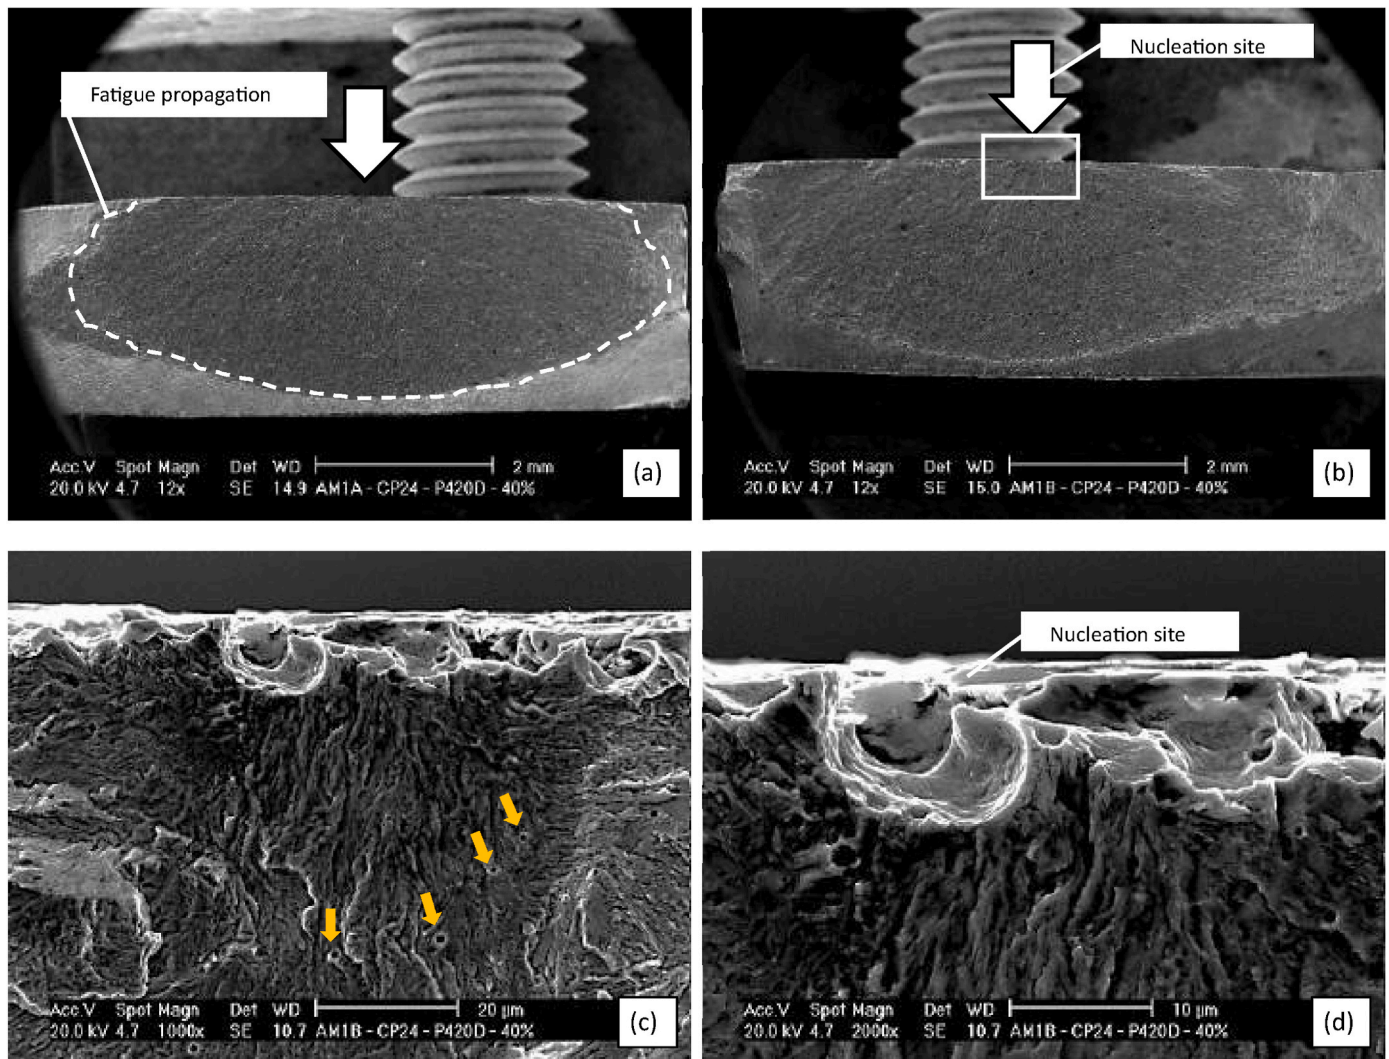 Fatigue propagation
Acc.V Spot Magn Det WD 2 mm
20.0 kV 4.7 12x SE 14.9 AM1A - CP24 - P420D - 40%
(a)
Nucleation site
Acc.V Spot Magn Det WD 2 mm
20.0 kV 4.7 12x SE 15.0 AM1B - CP24 - P420D - 40%
(b)
Acc.V Spot Magn Det WD 20 µm
20.0 kV 4.7 1000x SE 10.7 AM1B - CP24 - P420D - 40%
(c)
Nucleation site
Acc.V Spot Magn Det WD 10 µm
20.0 kV 4.7 2000x SE 10.7 AM1B - CP24 - P420D - 40%
(d)